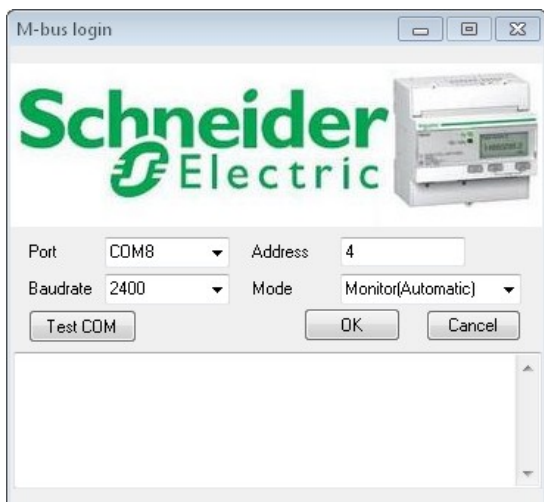 M-bus login
Schneider
Electric
Port COM8 Address 4
Baudrate 2400 Mode Monitor(Automatic)
Test COM OK Cancel